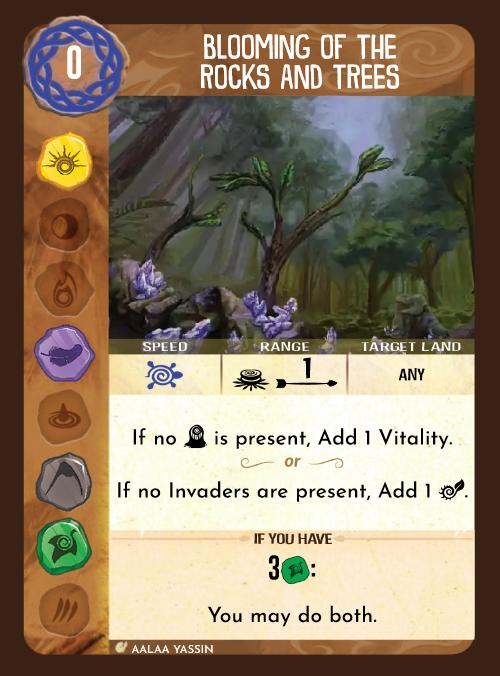 0
BLOOMING OF THE
ROCKS AND TREES
SPEED RANGE TARGET LAND
1 ANY
If no is present, Add 1 Vitality.
or
If no Invaders are present, Add 1 .
IF YOU HAVE
3 :
You may do both.
AALAA YASSIN